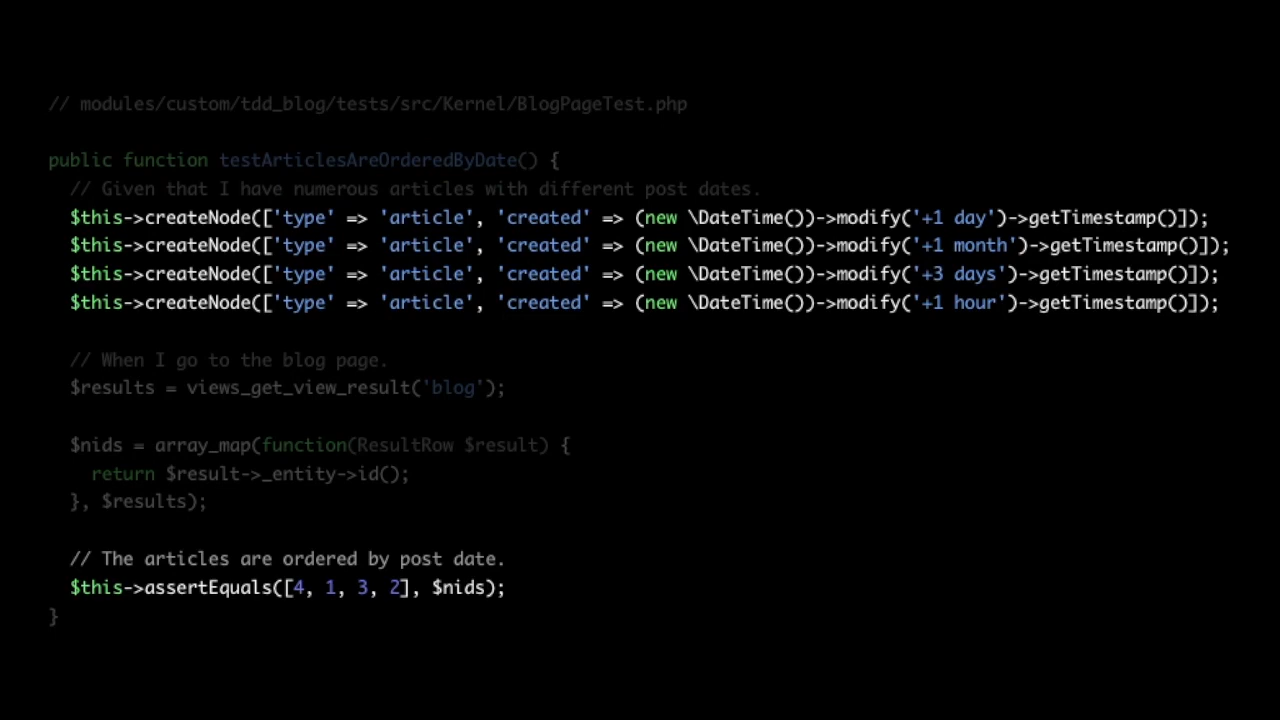 // modules/custom/tdd_blog/tests/src/Kernel/BlogPageTest.php
public function testArticlesAreOrderedByDate() {
// Given that I have numerous articles with different post dates.
$this->createNode(['type' => 'article', 'created' => (new \DateTime())->modify('+1 day')->getTimestamp()]);
$this->createNode(['type' => 'article', 'created' => (new \DateTime())->modify('+1 month')->getTimestamp()]);
$this->createNode(['type' => 'article', 'created' => (new \DateTime())->modify('+3 days')->getTimestamp()]);
$this->createNode(['type' => 'article', 'created' => (new \DateTime())->modify('+1 hour')->getTimestamp()]);
// When I go to the blog page.
$results = views_get_view_result('blog');
$nids = array_map(function(ResultRow $result) {
return $result->_entity->id();
}, $results);
// The articles are ordered by post date.
$this->assertEquals([4, 1, 3, 2], $nids);
}